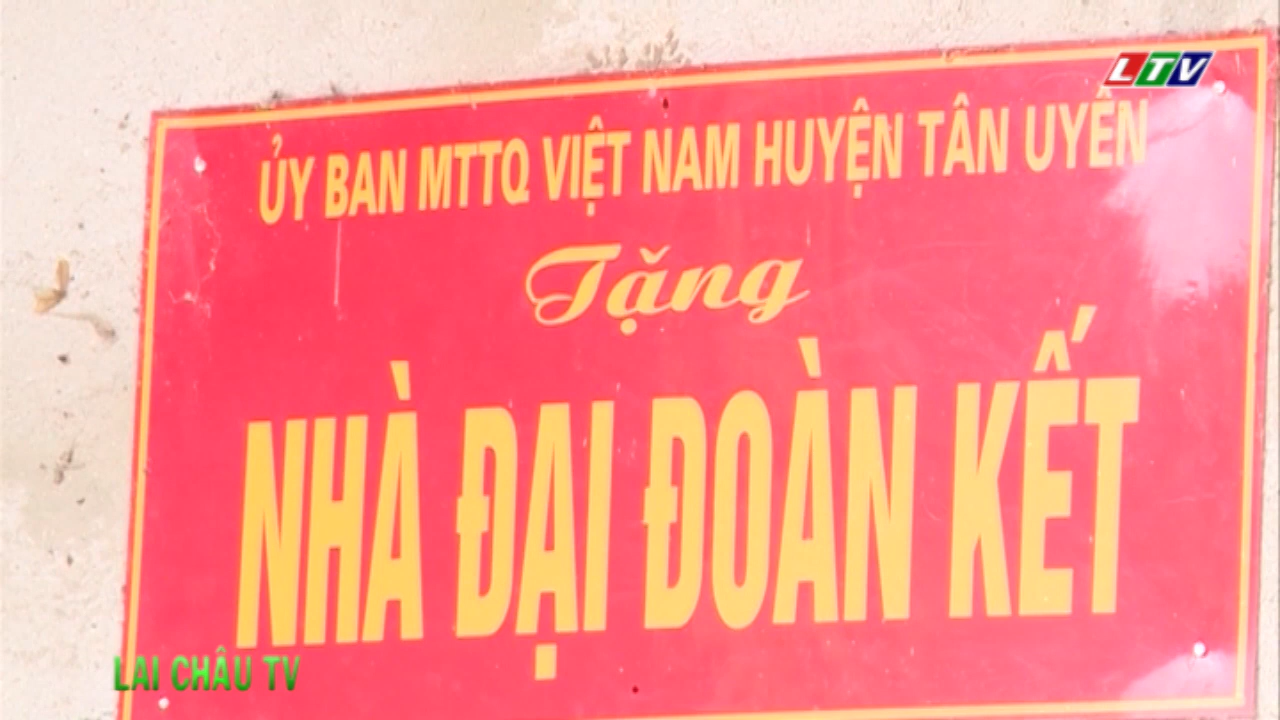 LTV
ỦY BAN MTTQ VIỆT NAM HUYỆN TÂN UYÊN
Tặng
NHÀ ĐẠI ĐOÀN KẾT
LAI CHÂU TV